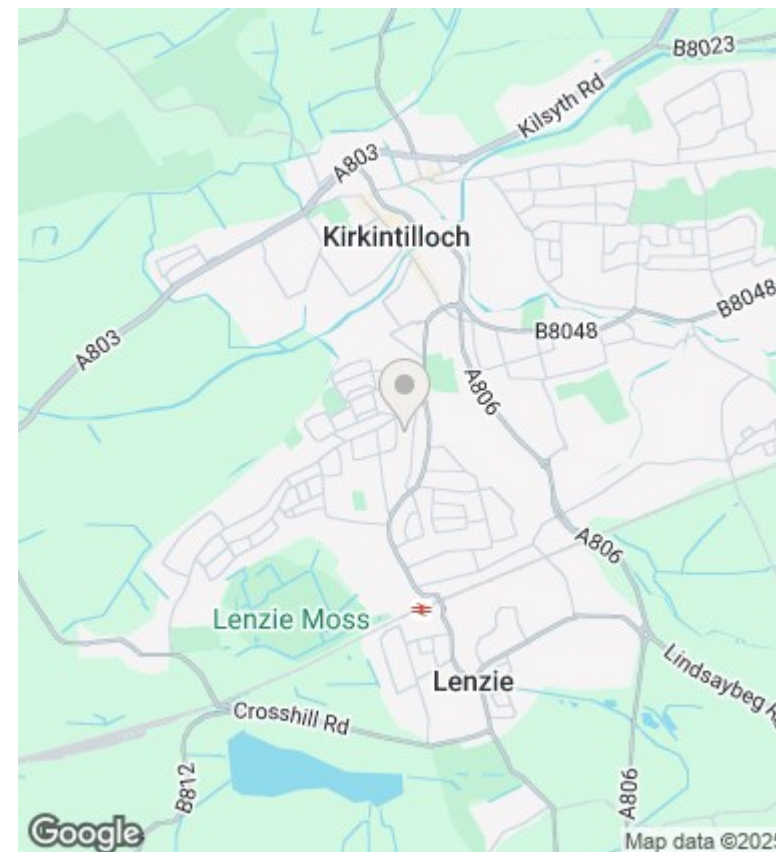 B8023
Kilsyth Rd
A803
Kirkintilloch
B8048
B8048
A803
A806
A806
Lenzie Moss
Lindsaybeg R
Lenzie
Crosshill Rd
B812
A806
Google
Map data ©2025